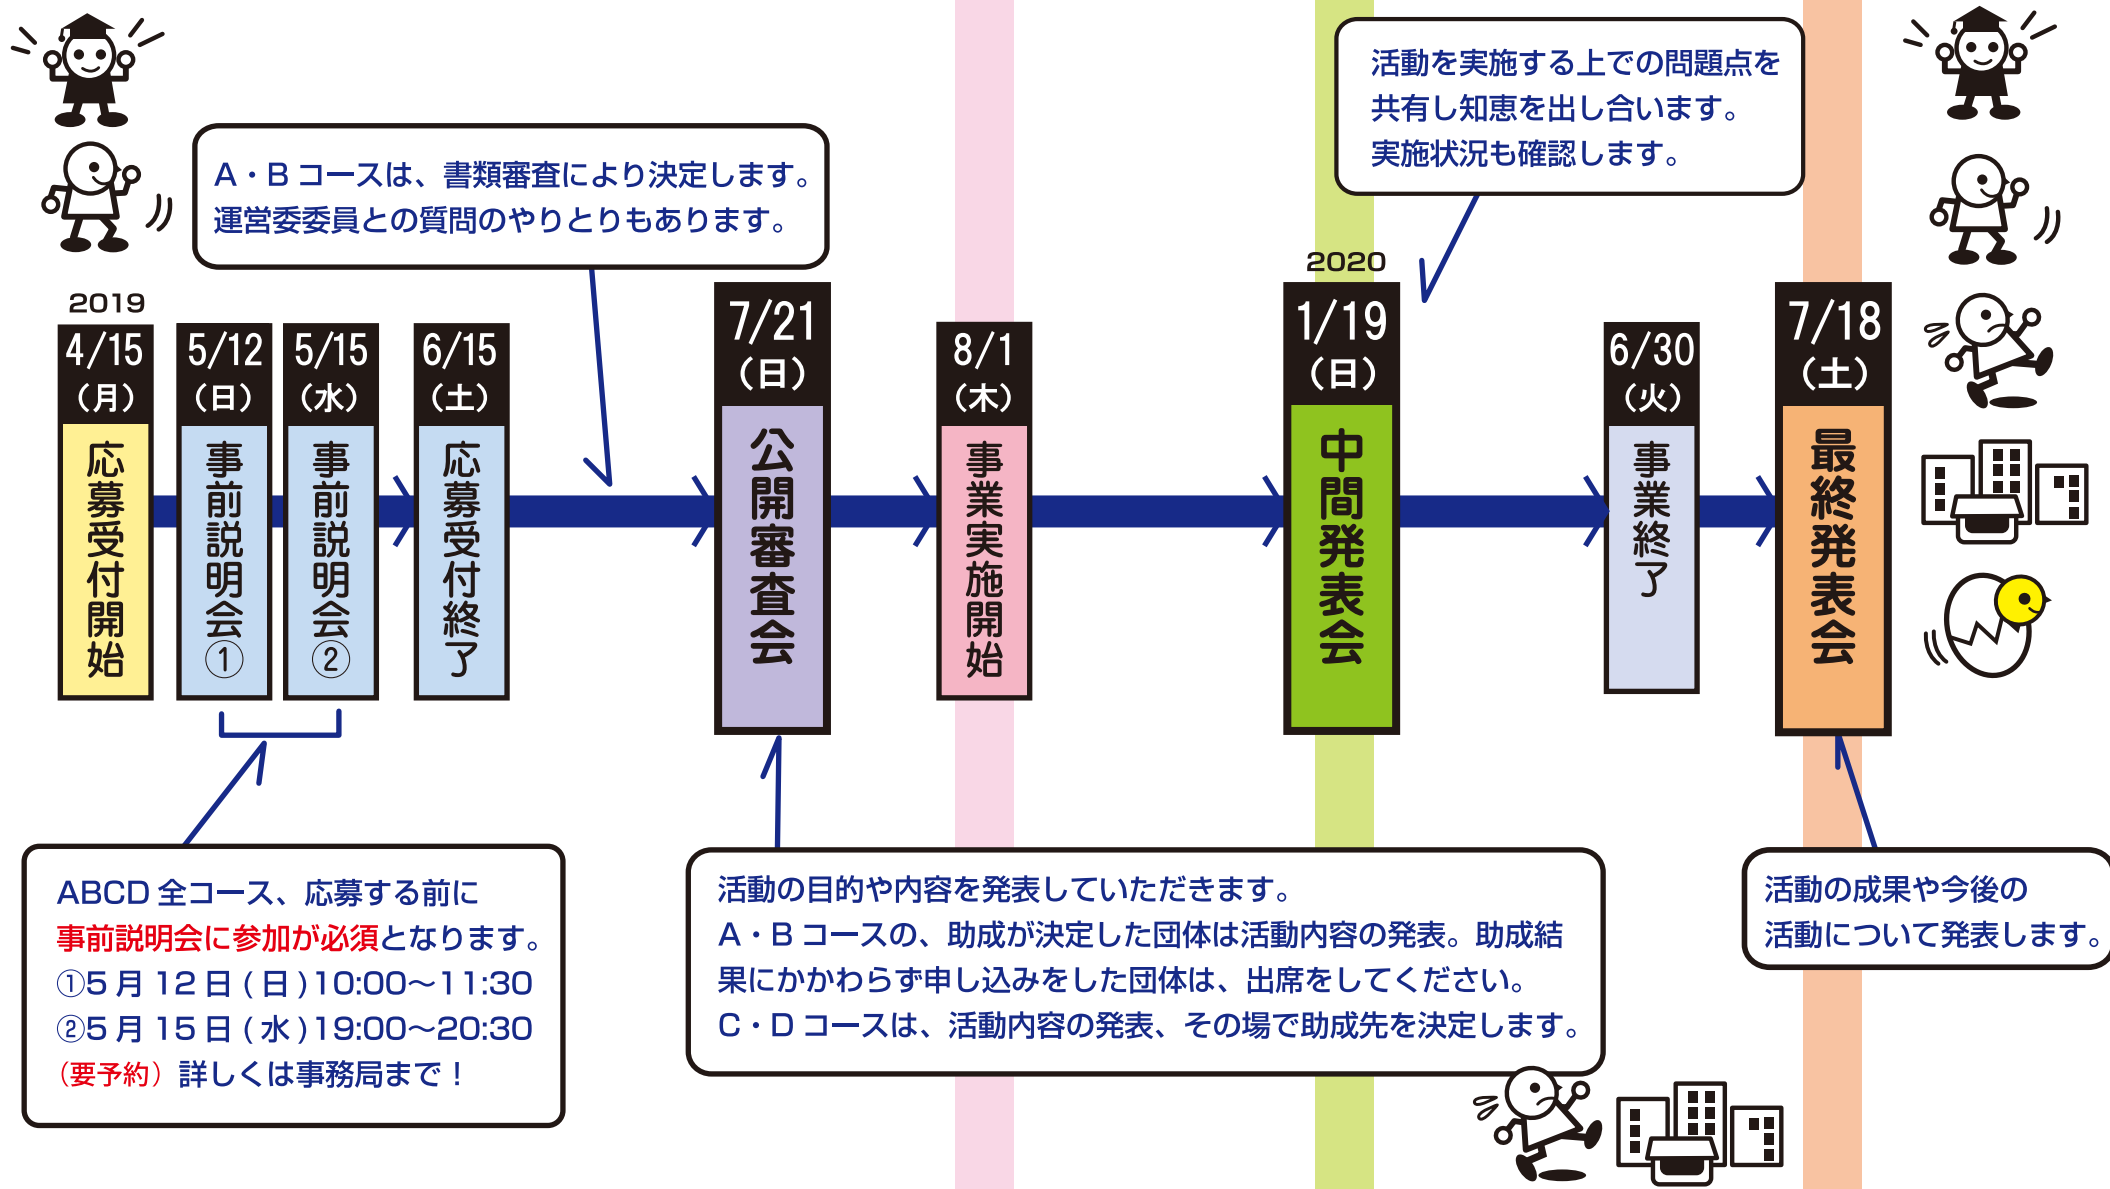 A・Bコースは、書類審査により決定します。
運営委委員との質問のやりとりもあります。
活動を実施する上での問題点を
共有し知恵を出し合います。
実施状況も確認します。
2019
4/15
（月）
応募受付開始
5/12
（日）
事前説明会①
5/15
（水）
事前説明会②
6/15
（土）
応募受付終了
7/21
（日）
公開審査会
8/1
（木）
事業実施開始
2020
1/19
（日）
中間発表会
6/30
（火）
事業終了
7/18
（土）
最終発表会
ABCD全コース、応募する前に
事前説明会に参加が必須となります。
①5月12日(日)10:00～11:30
②5月15日(水)19:00～20:30
（要予約）詳しくは事務局まで！
活動の目的や内容を発表していただきます。
A・Bコースの、助成が決定した団体は活動内容の発表。助成結
果にかかわらず申し込みをした団体は、出席をしてください。
C・Dコースは、活動内容の発表、その場で助成先を決定します。
活動の成果や今後の
活動について発表します。